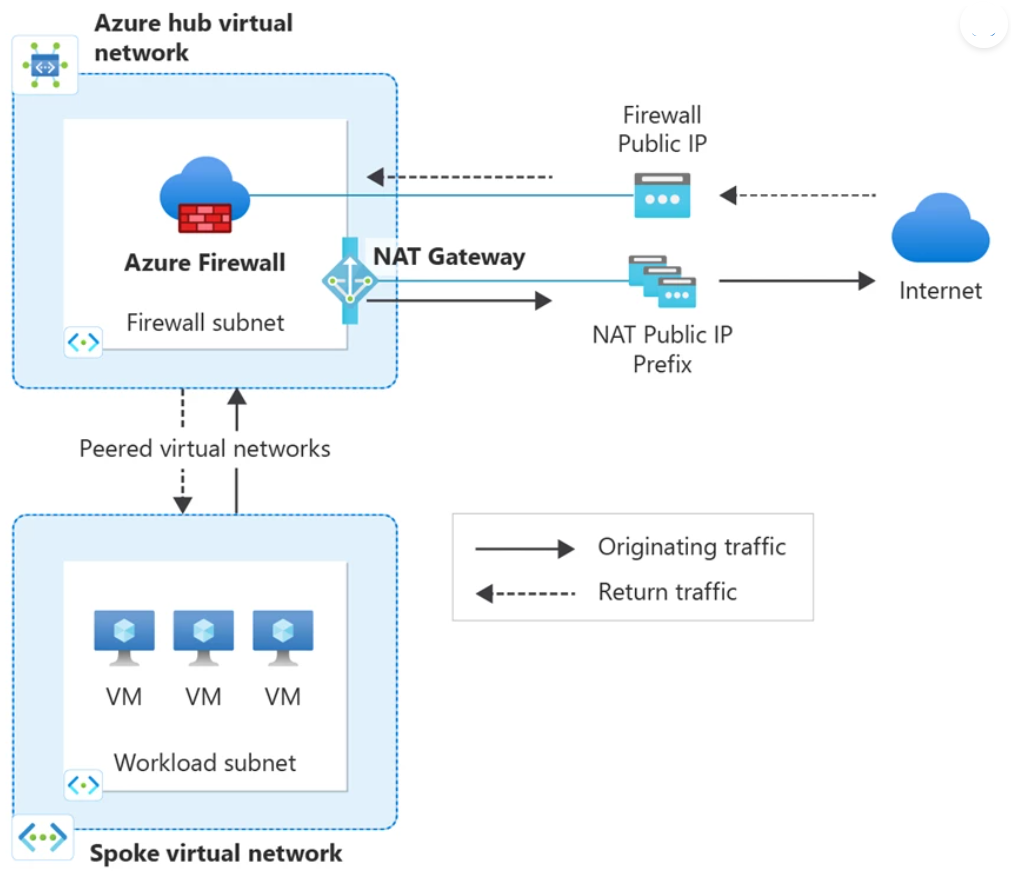 Azure hub virtual
network
Firewall
Public IP
Azure Firewall
NAT Gateway
Internet
Firewall subnet
NAT Public IP
Prefix
Peered virtual networks
Originating traffic
Return traffic
VM VM VM
Workload subnet
Spoke virtual network